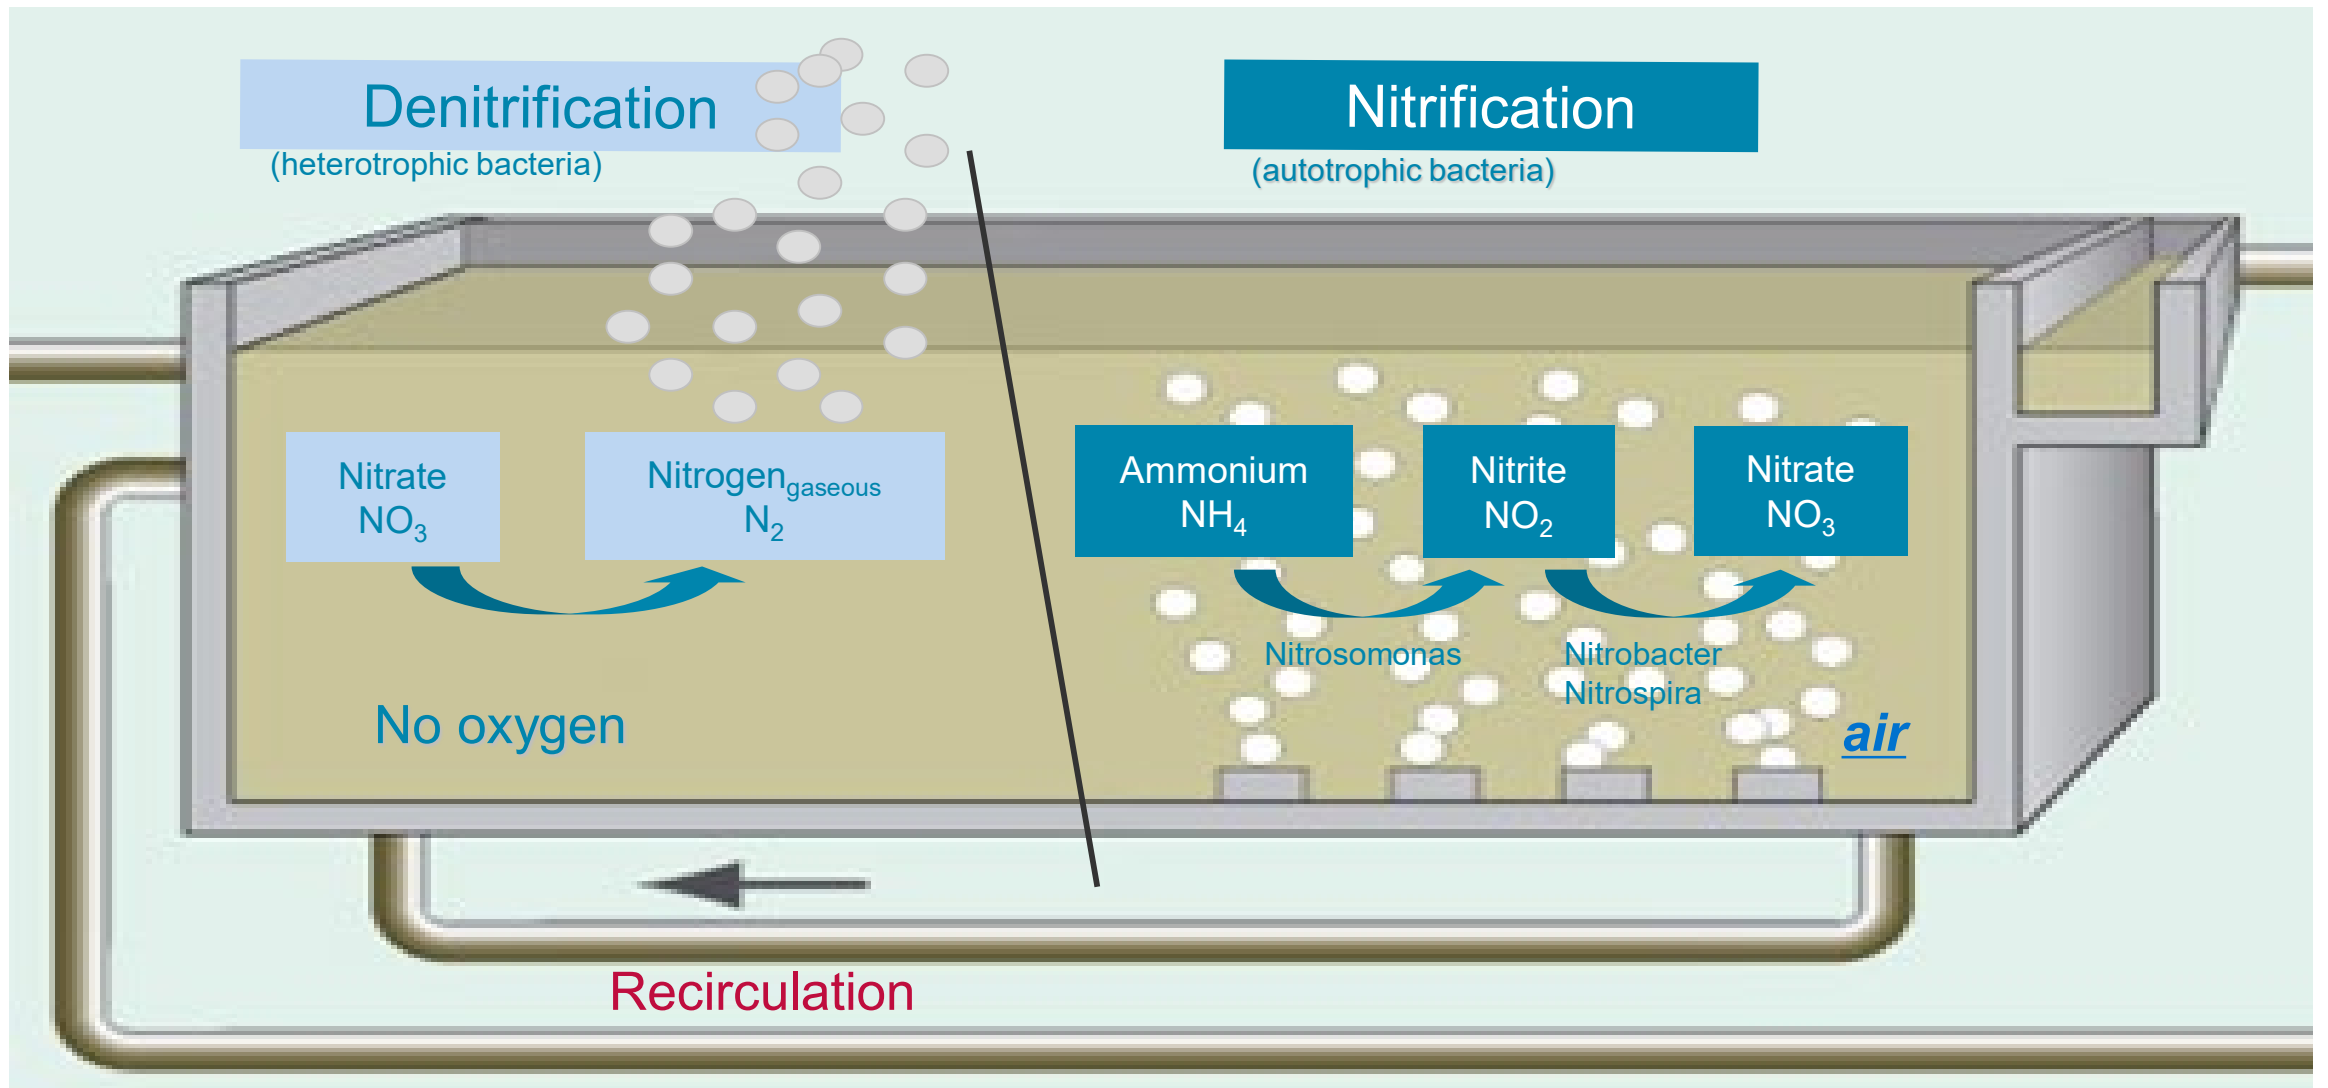 Denitrification
(heterotrophic bacteria)
Nitrification
(autotrophic bacteria)
Nitrate
NO3
Nitrogengaseous
N2
Ammonium
NH4
Nitrite
NO2
Nitrate
NO3
Nitrosomonas
Nitrobacter
Nitrospira
No oxygen
air
Recirculation